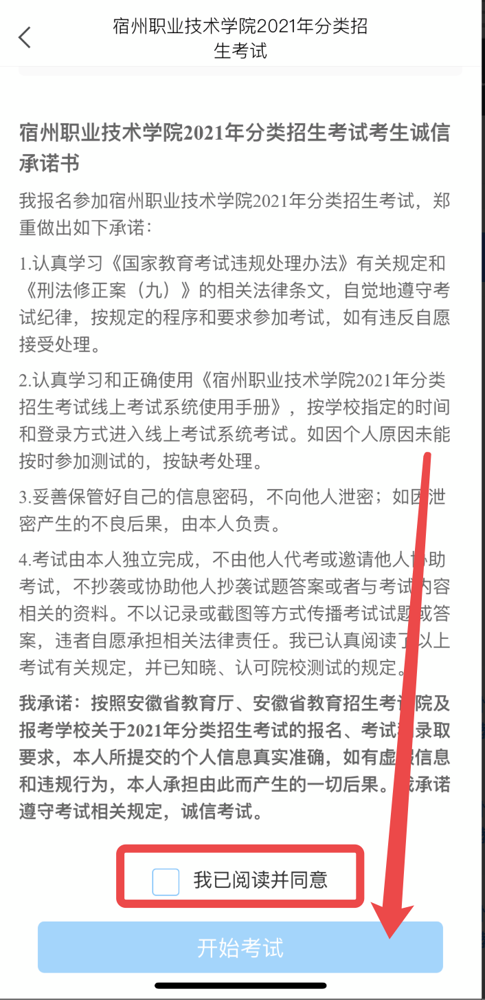 宿州职业技术学院2021年分类招
生考试
宿州职业技术学院2021年分类招生考试考生诚信
承诺书
我报名参加宿州职业技术学院2021年分类招生考试，郑
重做出如下承诺：
1.认真学习《国家教育考试违规处理办法》有关规定和
《刑法修正案（九）》的相关法律条文，自觉地遵守考
试纪律，按规定的程序和要求参加考试，如有违反自愿
接受处理。
2.认真学习和正确使用《宿州职业技术学院2021年分类
招生考试线上考试系统使用手册》，按学校指定的时间
和登录方式进入线上考试系统考试。如因个人原因未能
按时参加测试的，按缺考处理。
3.妥善保管好自己的信息密码，不向他人泄密；如因泄
密产生的不良后果，由本人负责。
4.考试由本人独立完成，不由他人代考或邀请他人协助
考试，不抄袭或协助他人抄袭试题答案或者与考试内容
相关的资料。不以记录或截图等方式传播考试试题或答
案，违者自愿承担相关法律责任。我已认真阅读了以上
考试有关规定，并已知晓、认可院校测试的规定。
我承诺：按照安徽省教育厅、安徽省教育招生考试院及
报考学校关于2021年分类招生考试的报名、考试和录取
要求，本人所提交的个人信息真实准确，如有虚假信息
和违规行为，本人承担由此而产生的一切后果。我承诺
遵守考试相关规定，诚信考试。
我已阅读并同意
开始考试